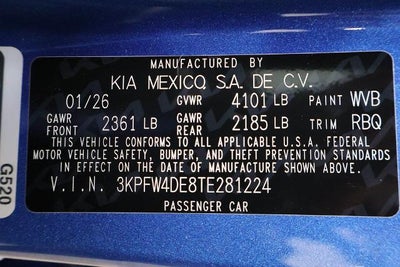 MANUFACTURED BY
KIA MEXICO, S.A. DE C.V.
01/26 GVWR 4101 LB PAINT WVB
GAWR FRONT 2361 LB GAWR REAR 2185 LB TRIM RBQ
THIS VEHICLE CONFORMS TO ALL APPLICABLE U.S.A. FEDERAL
MOTOR VEHICLE SAFETY, BUMPER, AND THEFT PREVENTION STANDARDS
IN EFFECT ON THE DATE OF MANUFACTURE SHOWN ABOVE.
V.I.N. 3KPFW4DE8TE281224
PASSENGER CAR
G520